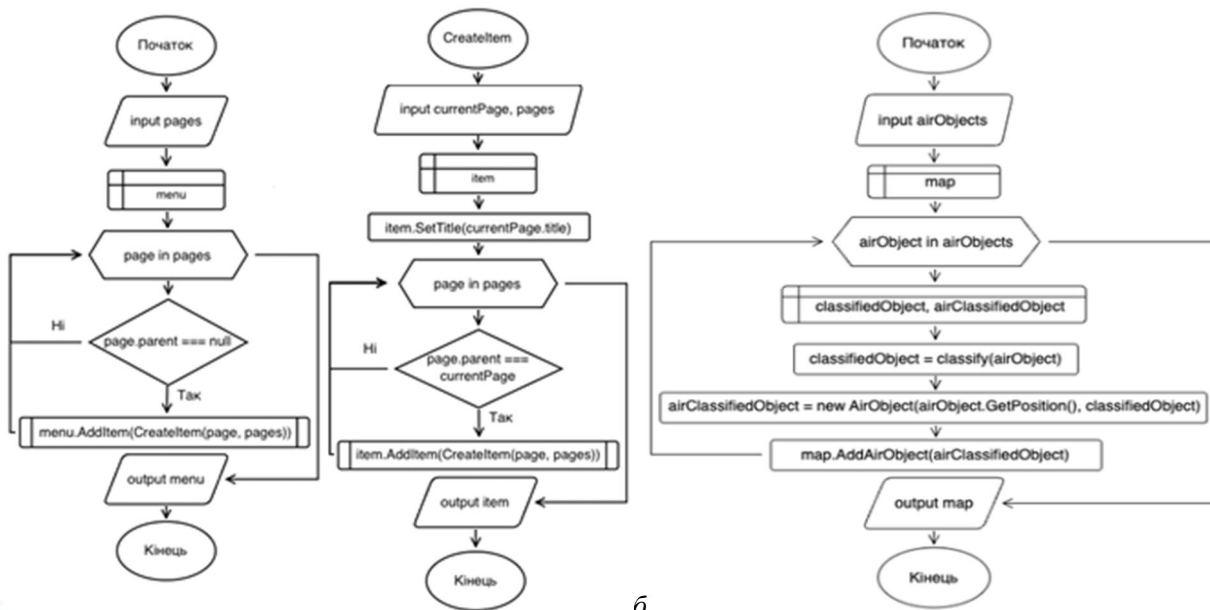 Початок
input pages
menu
page in pages
Ні
page.parent === null
Так
menu.AddItem(CreateItem(page, pages))
output menu
Кінець
CreateItem
input currentPage, pages
item
item.SetTitle(currentPage.title)
page in pages
Ні
page.parent ===
currentPage
Так
item.AddItem(CreateItem(page, pages))
output item
Кінець
Початок
input airObjects
map
airObject in airObjects
classifiedObject, airClassifiedObject
classifiedObject = classify(airObject)
airClassifiedObject = new AirObject(airObject.GetPosition(), classifiedObject)
map.AddAirObject(airClassifiedObject)
output map
Кінець
б